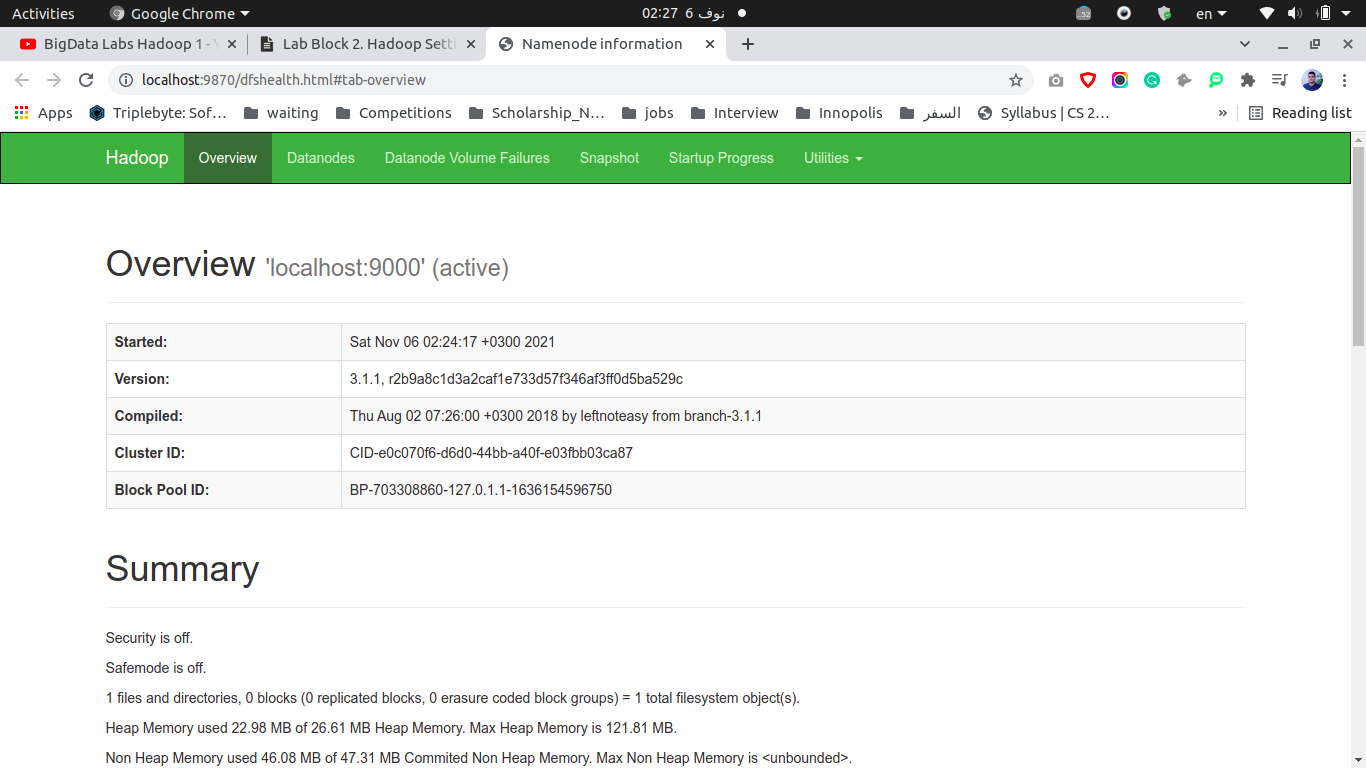 Activities Google Chrome 02:27 6 نوف en
BigData Labs Hadoop 1 - Lab Block 2. Hadoop Setti Namenode information
localhost:9870/dfshealth.html#tab-overview
Apps Triplebyte: Sof... waiting Competitions Scholarship_N... jobs Interview Innopolis السفر Syllabus | CS 2... » Reading list
Hadoop Overview Datanodes Datanode Volume Failures Snapshot Startup Progress Utilities
Overview 'localhost:9000' (active)
Started: Sat Nov 06 02:24:17 +0300 2021
Version: 3.1.1, r2b9a8c1d3a2caf1e733d57f346af3ff0d5ba529c
Compiled: Thu Aug 02 07:26:00 +0300 2018 by leftnoteasy from branch-3.1.1
Cluster ID: CID-e0c070f6-d6d0-44bb-a40f-e03fbb03ca87
Block Pool ID: BP-703308860-127.0.1.1-1636154596750
Summary
Security is off.
Safemode is off.
1 files and directories, 0 blocks (0 replicated blocks, 0 erasure coded block groups) = 1 total filesystem object(s).
Heap Memory used 22.98 MB of 26.61 MB Heap Memory. Max Heap Memory is 121.81 MB.
Non Heap Memory used 46.08 MB of 47.31 MB Commited Non Heap Memory. Max Non Heap Memory is <unbounded>.